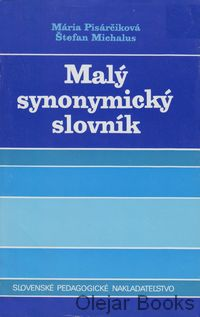 Mária Pisárčiková
Štefan Michalus
Malý
synonymický
slovník
SLOVENSKÉ PEDAGOGICKÉ NAKLADATEĽSTVO
Olejar Books